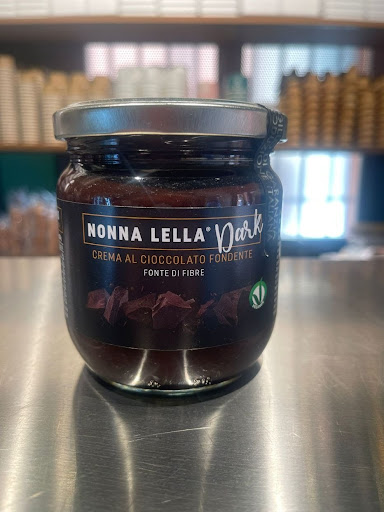 NONNA LELLA® Dark
CREMA AL CIOCCOLATO FONDENTE
FONTE DI FIBRE